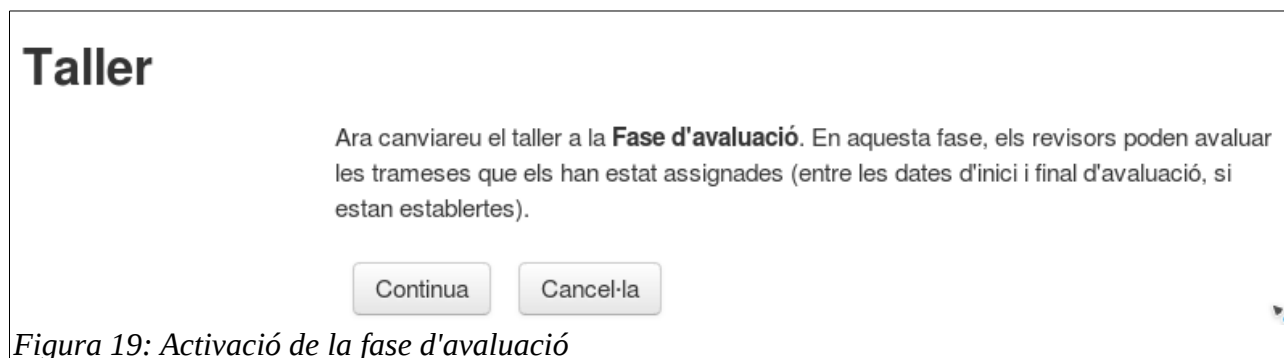 Taller
Ara canviareu el taller a la Fase d'avaluació. En aquesta fase, els revisors poden avaluar
les trameses que els han estat assignades (entre les dates d'inici i final d'avaluació, si
estan establertes).
Continua Cancel·la
Figura 19: Activació de la fase d'avaluació